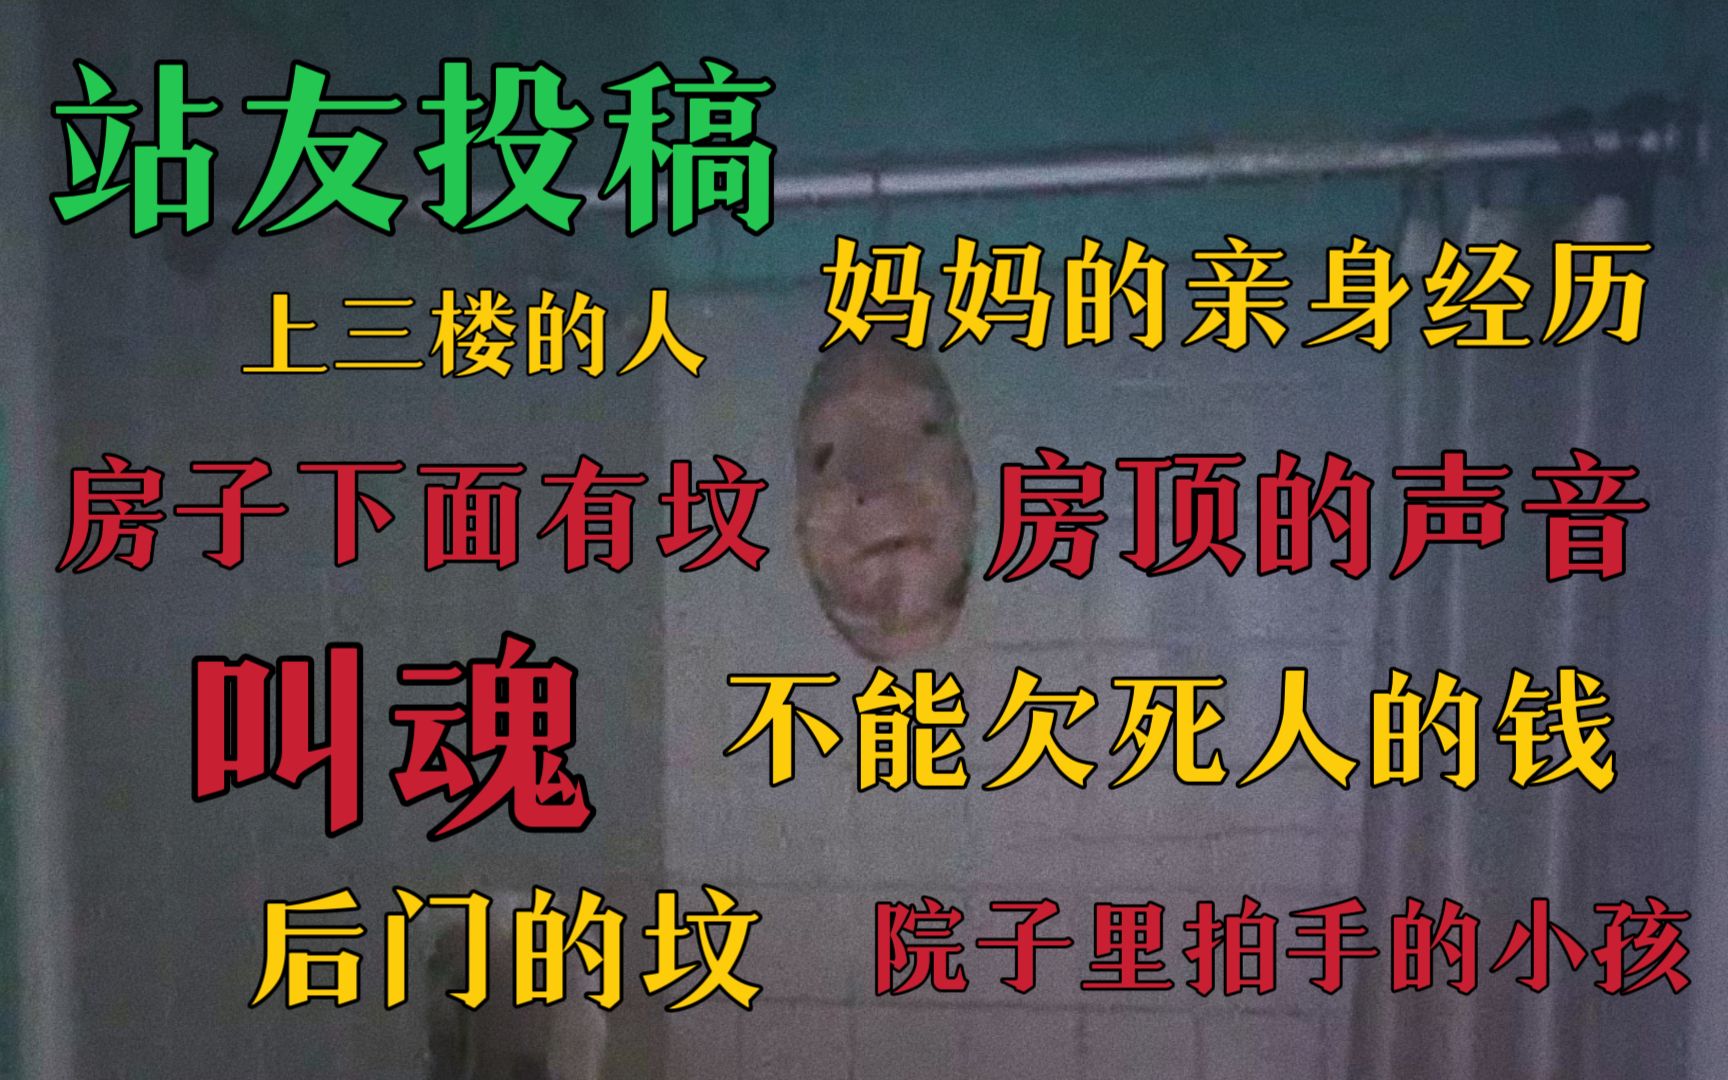 站友投稿
妈妈的亲身经历
上三楼的人
房子下面有坟
房顶的声音
叫魂
不能欠死人的钱
后门的坟
院子里拍手的小孩